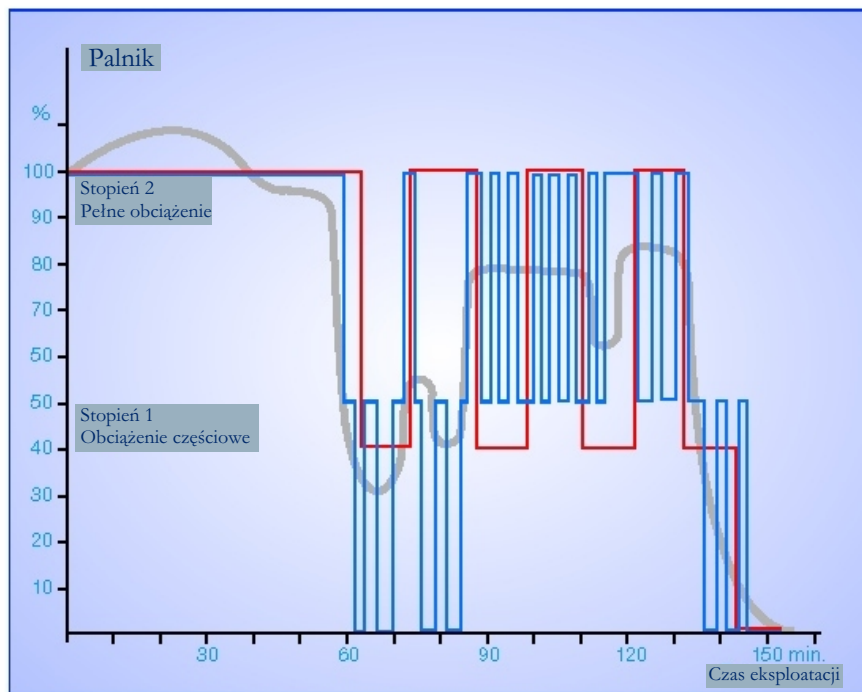 Palnik
%
100
Stopień 2
Pełne obciążenie
90
80
70
50
50
Stopień 1
Obciążenie częściowe
40
30
20
10
30
60
90
120
150 min.
Czas eksploatacji